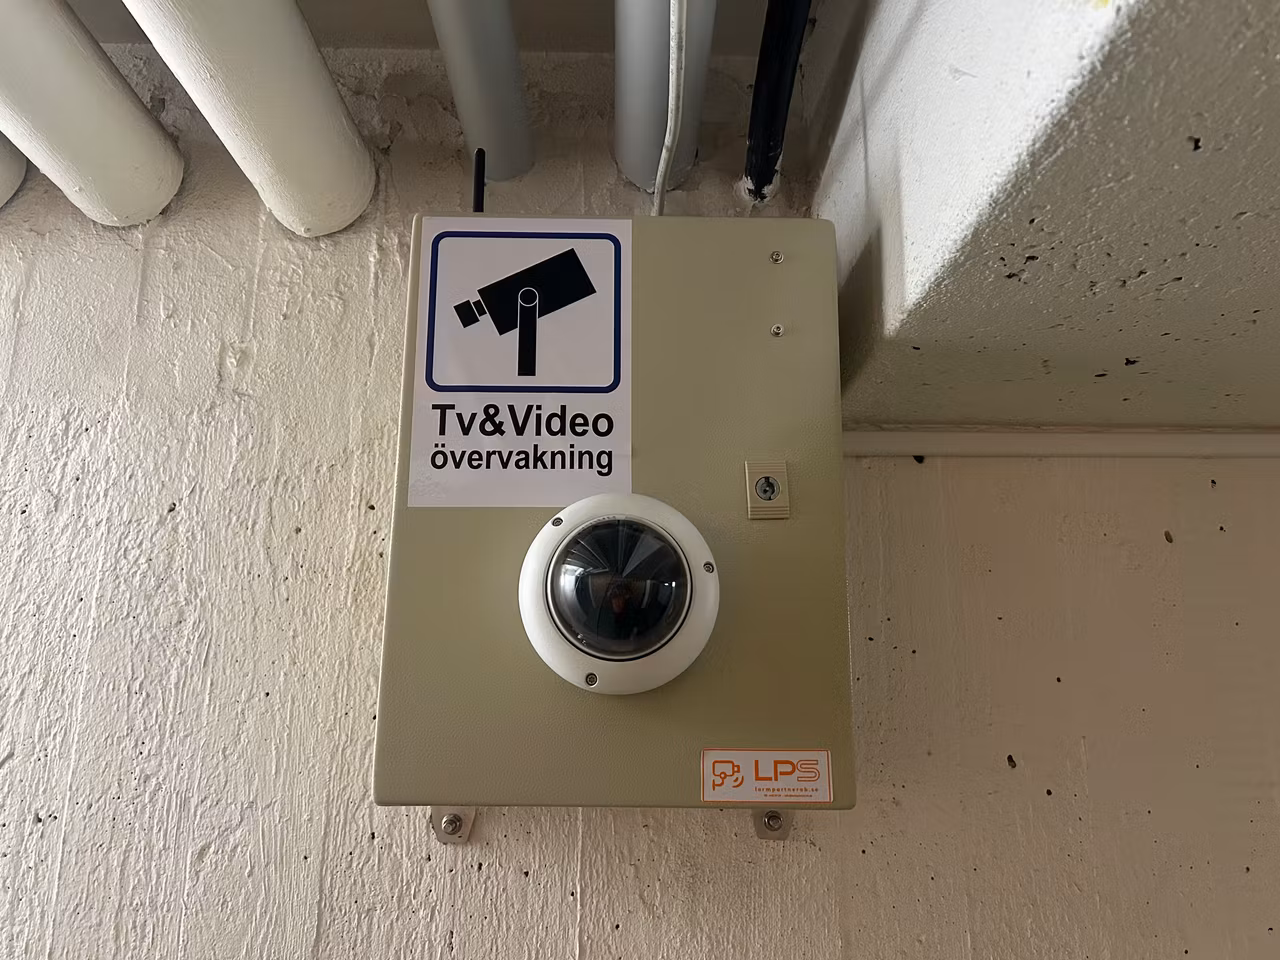 Tv&Video
övervakning
LPS
larmpartnerab.se